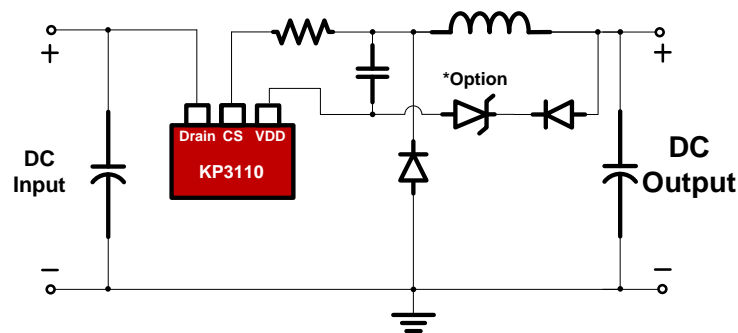 +
+
*Option
Drain CS VDD
KP3110
DC
Input
DC
Output
−
−